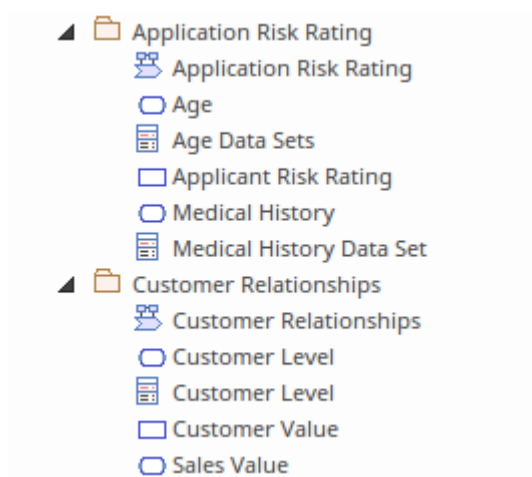 Application Risk Rating
Application Risk Rating
Age
Age Data Sets
Applicant Risk Rating
Medical History
Medical History Data Set
Customer Relationships
Customer Relationships
Customer Level
Customer Level
Customer Value
Sales Value